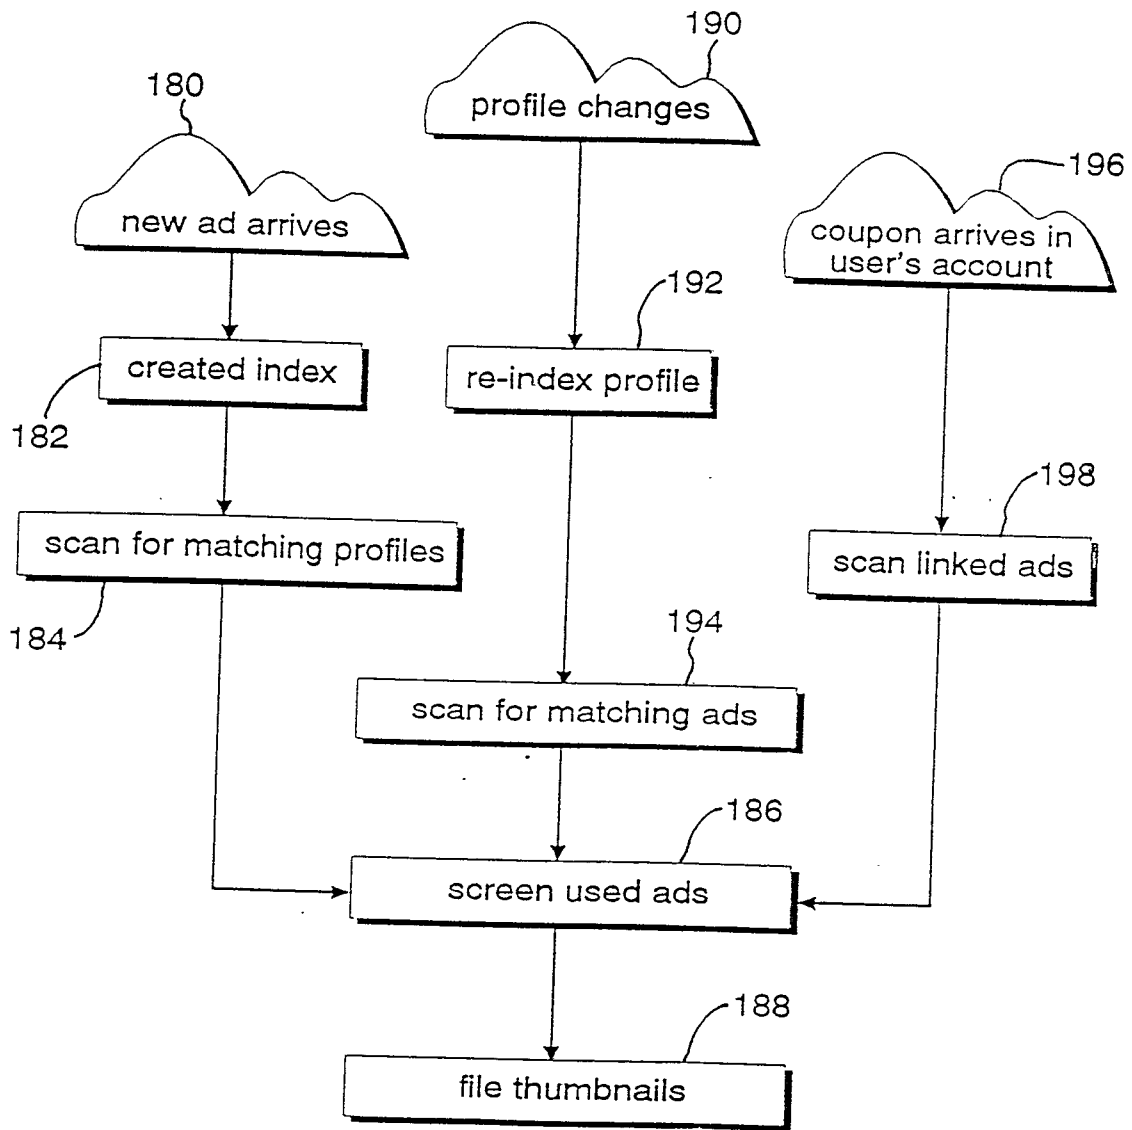 190
profile changes
180
new ad arrives
196
coupon arrives in
user's account
192
created index
re-index profile
182
198
scan for matching profiles
scan linked ads
184
194
scan for matching ads
186
screen used ads
188
file thumbnails